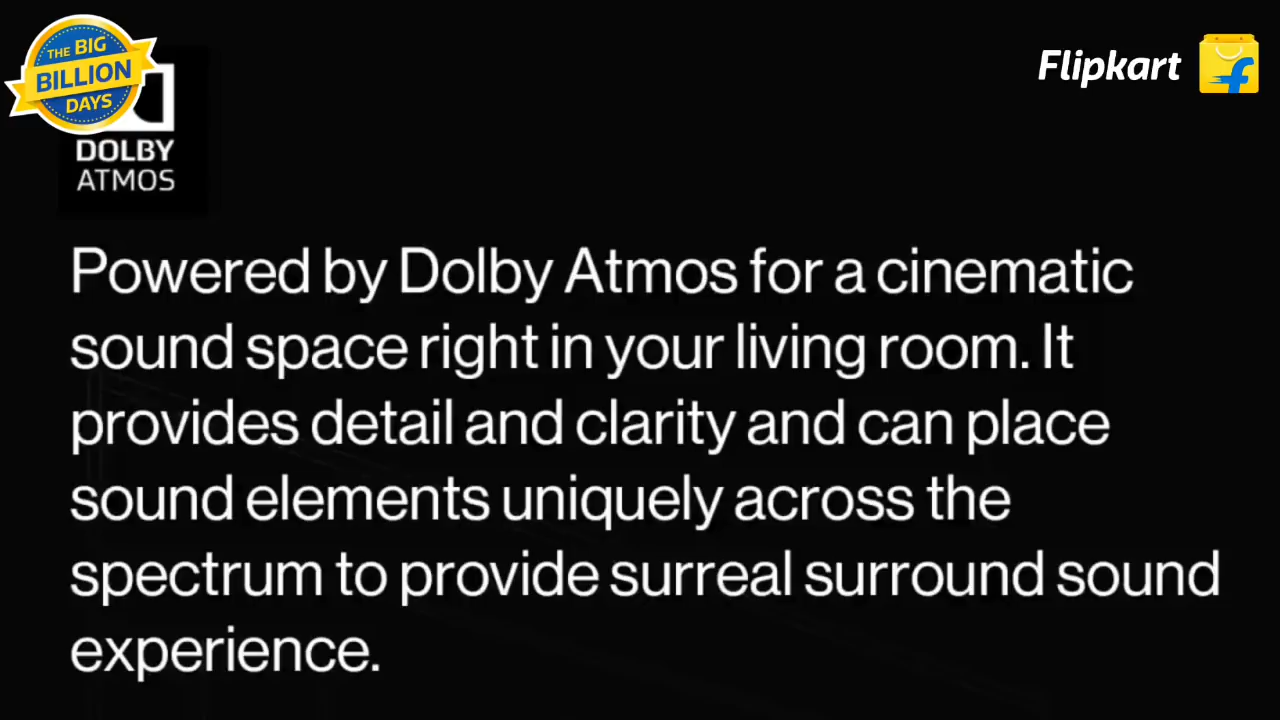 THE BIG
BILLION
DAYS
Flipkart
DOLBY
ATMOS
Powered by Dolby Atmos for a cinematic
sound space right in your living room. It
provides detail and clarity and can place
sound elements uniquely across the
spectrum to provide surreal surround sound
experience.